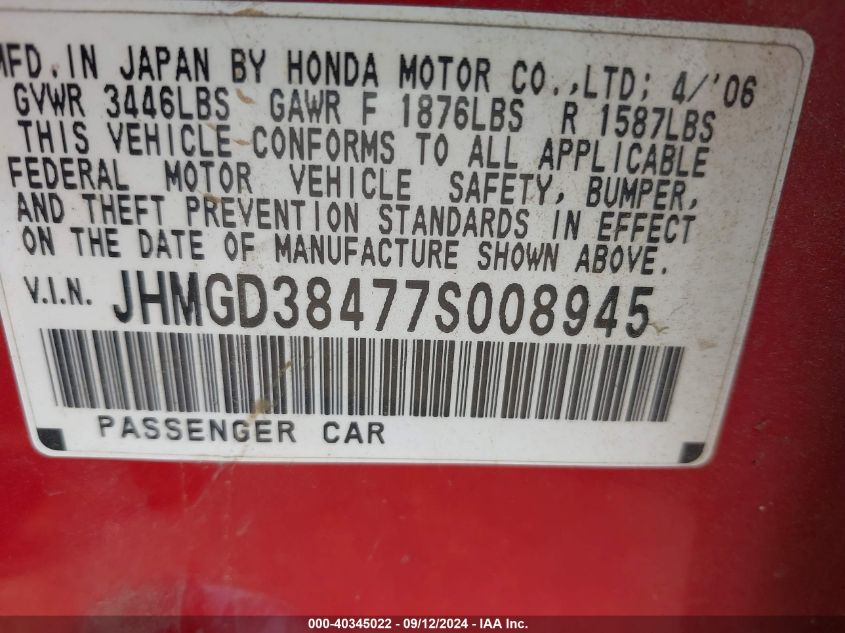 MFD. IN JAPAN BY HONDA MOTOR CO.,LTD; 4/'06
GVWR 3446LBS GAWR F 1876LBS R 1587LBS
THIS VEHICLE CONFORMS TO ALL APPLICABLE
FEDERAL MOTOR VEHICLE SAFETY, BUMPER,
AND THEFT PREVENTION STANDARDS IN EFFECT
ON THE DATE OF MANUFACTURE SHOWN ABOVE.
V.I.N. JHMGD38477S008945
PASSENGER CAR
000-40345022 - 09/12/2024 - IAA Inc.